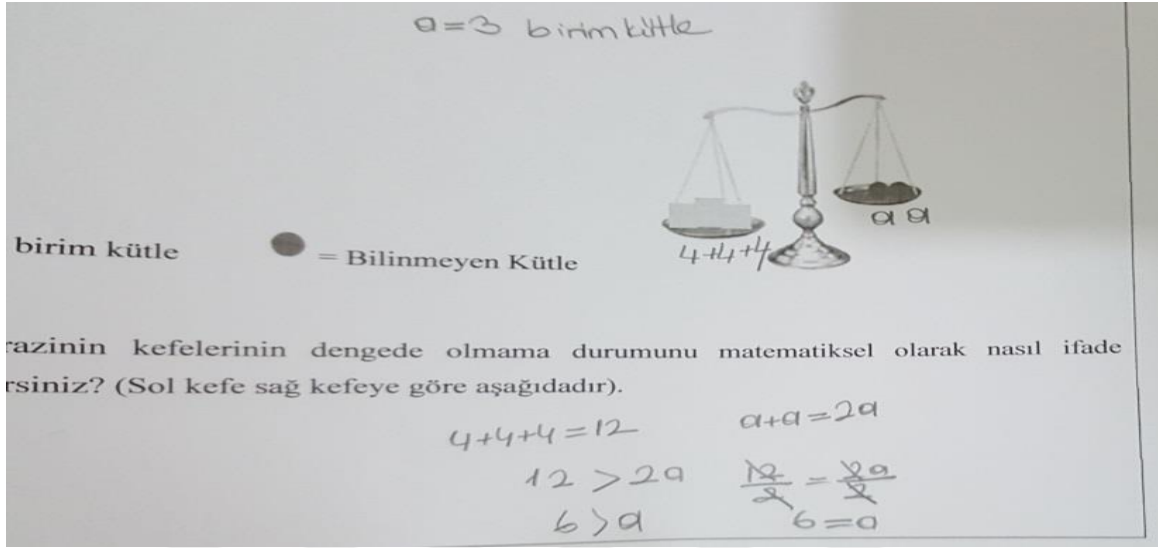 a=3 birim kütle
a a
4+4+4
birim kütle = Bilinmeyen Kütle
razinin kefelerinin dengede olmama durumunu matematiksel olarak nasıl ifade
rsiniz? (Sol kefe sağ kefeye göre aşağıdadır).
4+4+4=12 a+a=2a
12 > 2a 12/2 = 2a/2
6>a 6=a